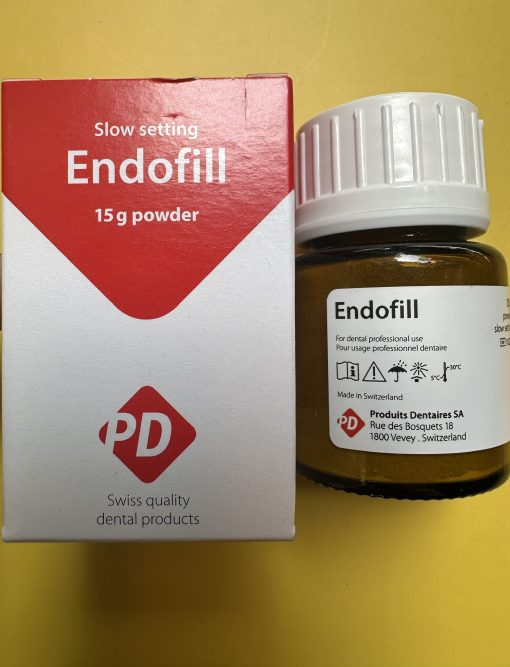 Slow setting
Endofill
15 g powder
PD
Swiss quality
dental products
Endofill
For dental professional use
Pour usage professionnel dentaire
5°C
30°C
Made in Switzerland
PD
Produits Dentaires SA
Rue des Bosquets 18
1800 Vevey . Switzerland